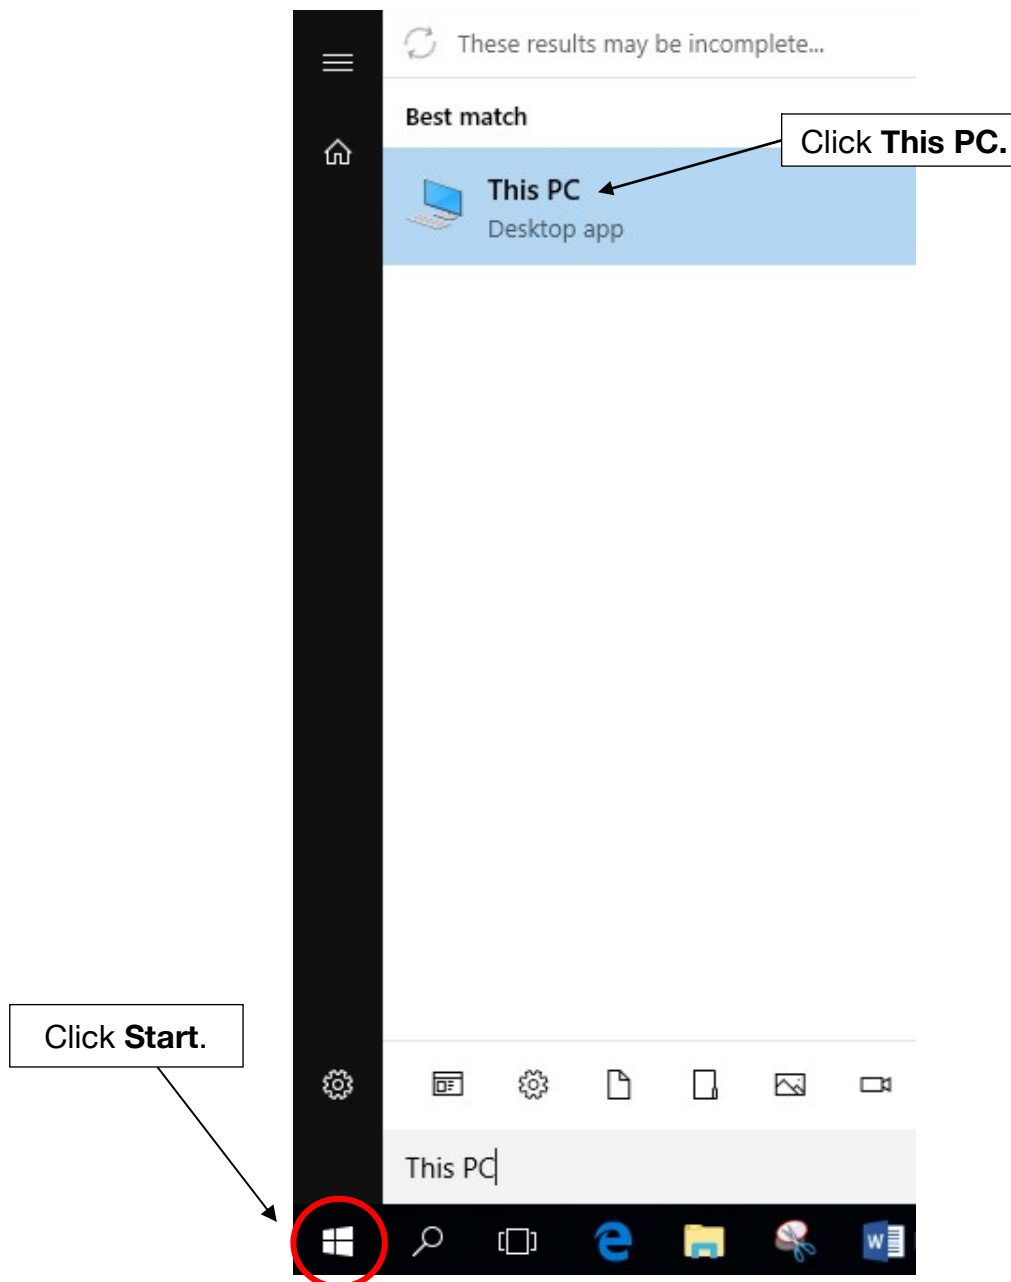 These results may be incomplete...
Best match
Click This PC.
This PC
Desktop app
Click Start.
This PC
W